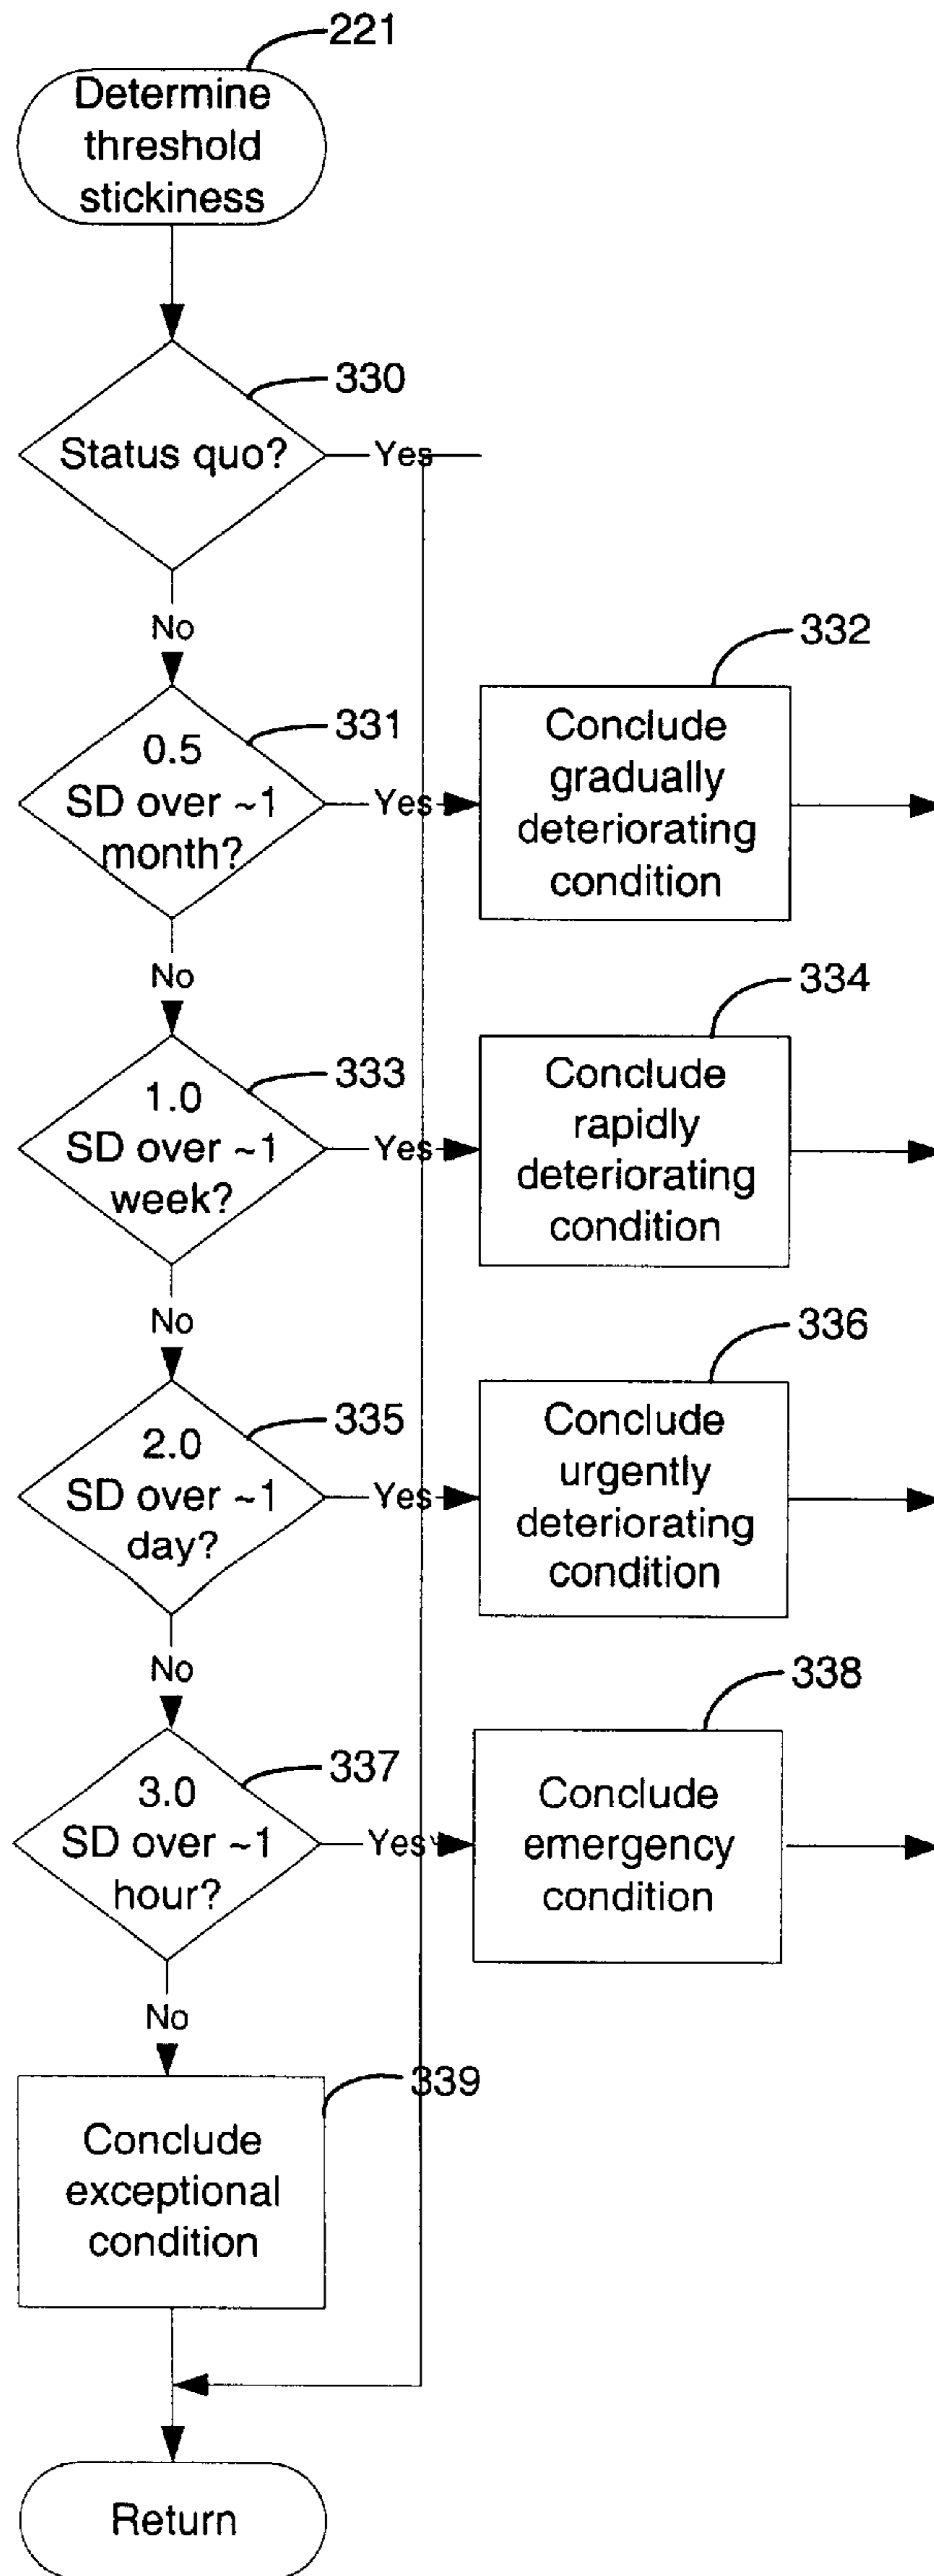 221
Determine
threshold
stickiness
330
Status quo?
Yes
No
332
331
0.5
SD over ~1
month?
Yes
Conclude
gradually
deteriorating
condition
No
334
333
1.0
SD over ~1
week?
Yes
Conclude
rapidly
deteriorating
condition
No
336
335
2.0
SD over ~1
day?
Yes
Conclude
urgently
deteriorating
condition
No
338
337
3.0
SD over ~1
hour?
Yes
Conclude
emergency
condition
No
339
Conclude
exceptional
condition
Return